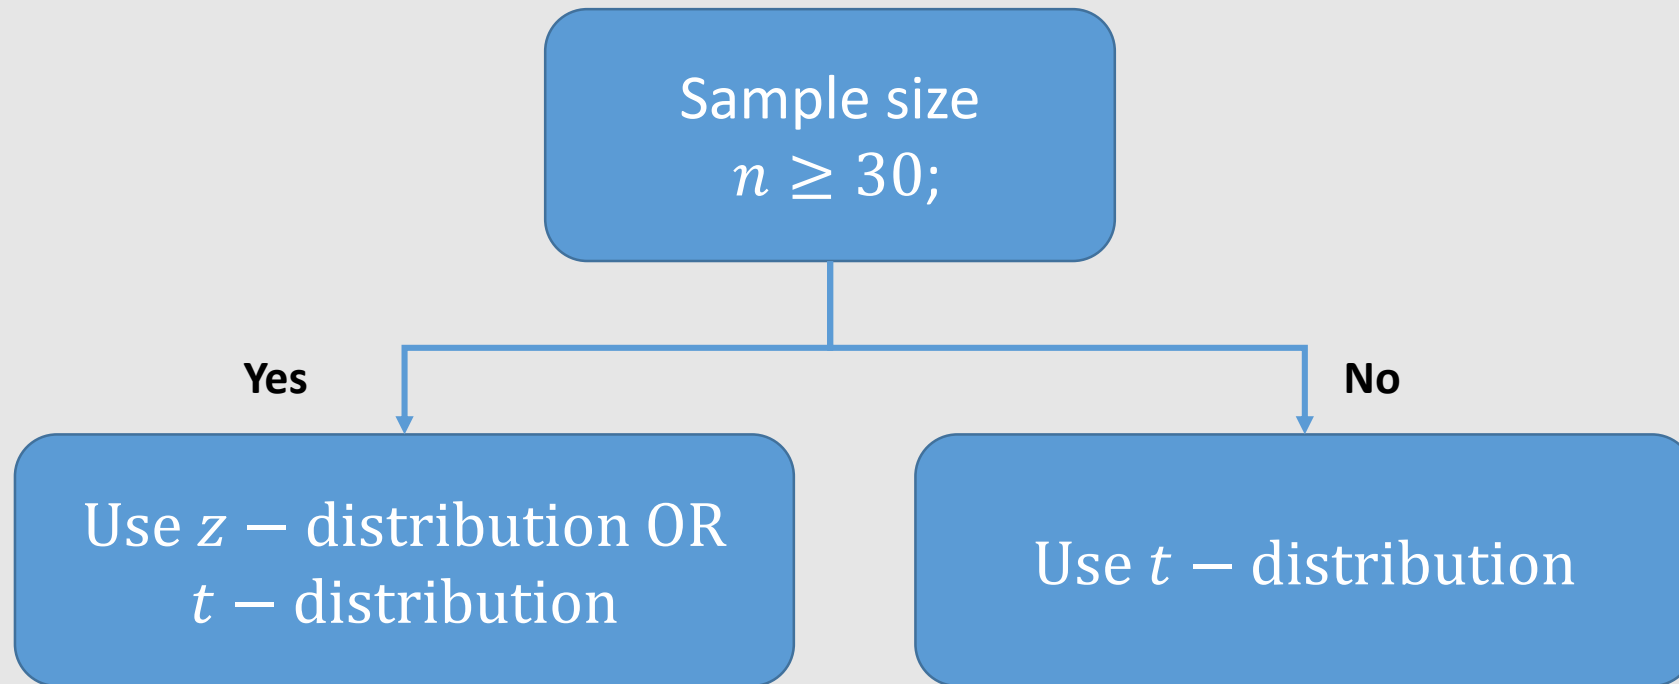 Sample size
n ≥ 30;
Yes
No
Use z − distribution OR
t − distribution
Use t − distribution